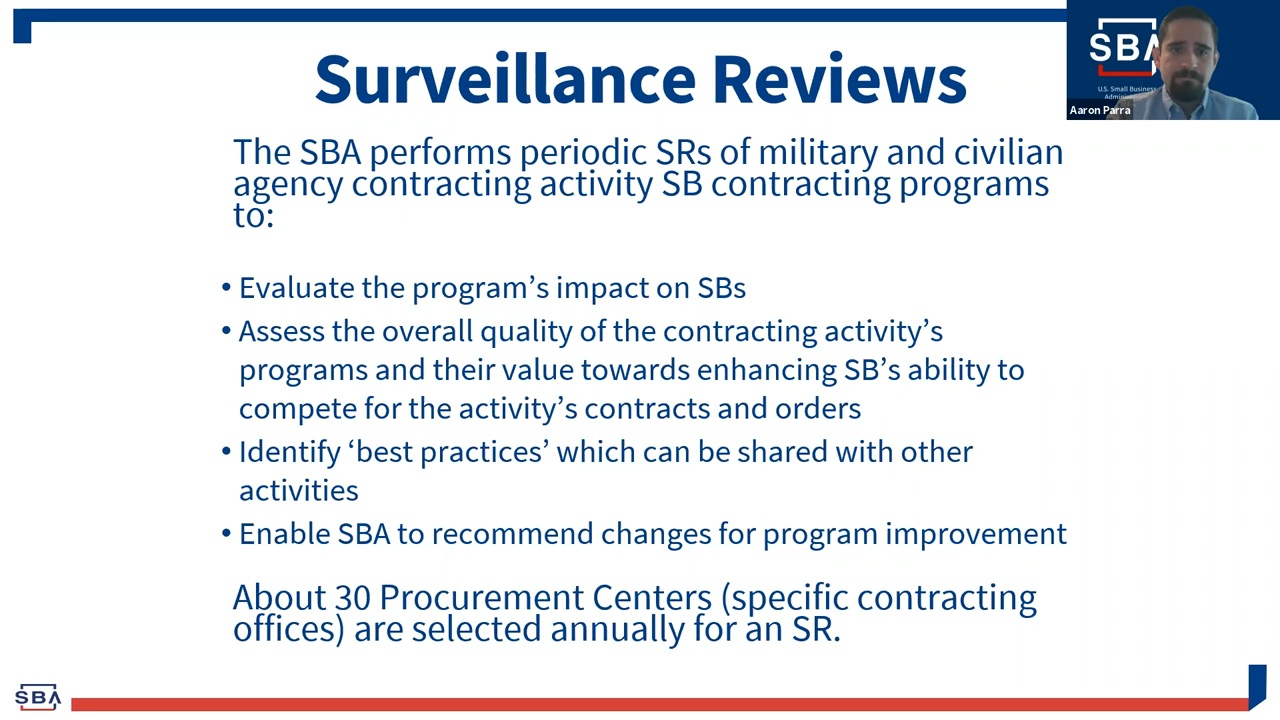 Surveillance Reviews
The SBA performs periodic SRs of military and civilian
agency contracting activity SB contracting programs
to:
• Evaluate the program’s impact on SBs
• Assess the overall quality of the contracting activity’s
programs and their value towards enhancing SB’s ability to
compete for the activity’s contracts and orders
• Identify ‘best practices’ which can be shared with other
activities
• Enable SBA to recommend changes for program improvement
About 30 Procurement Centers (specific contracting
offices) are selected annually for an SR.
SBA
U.S. Small Business
Aaron Parra
SBA